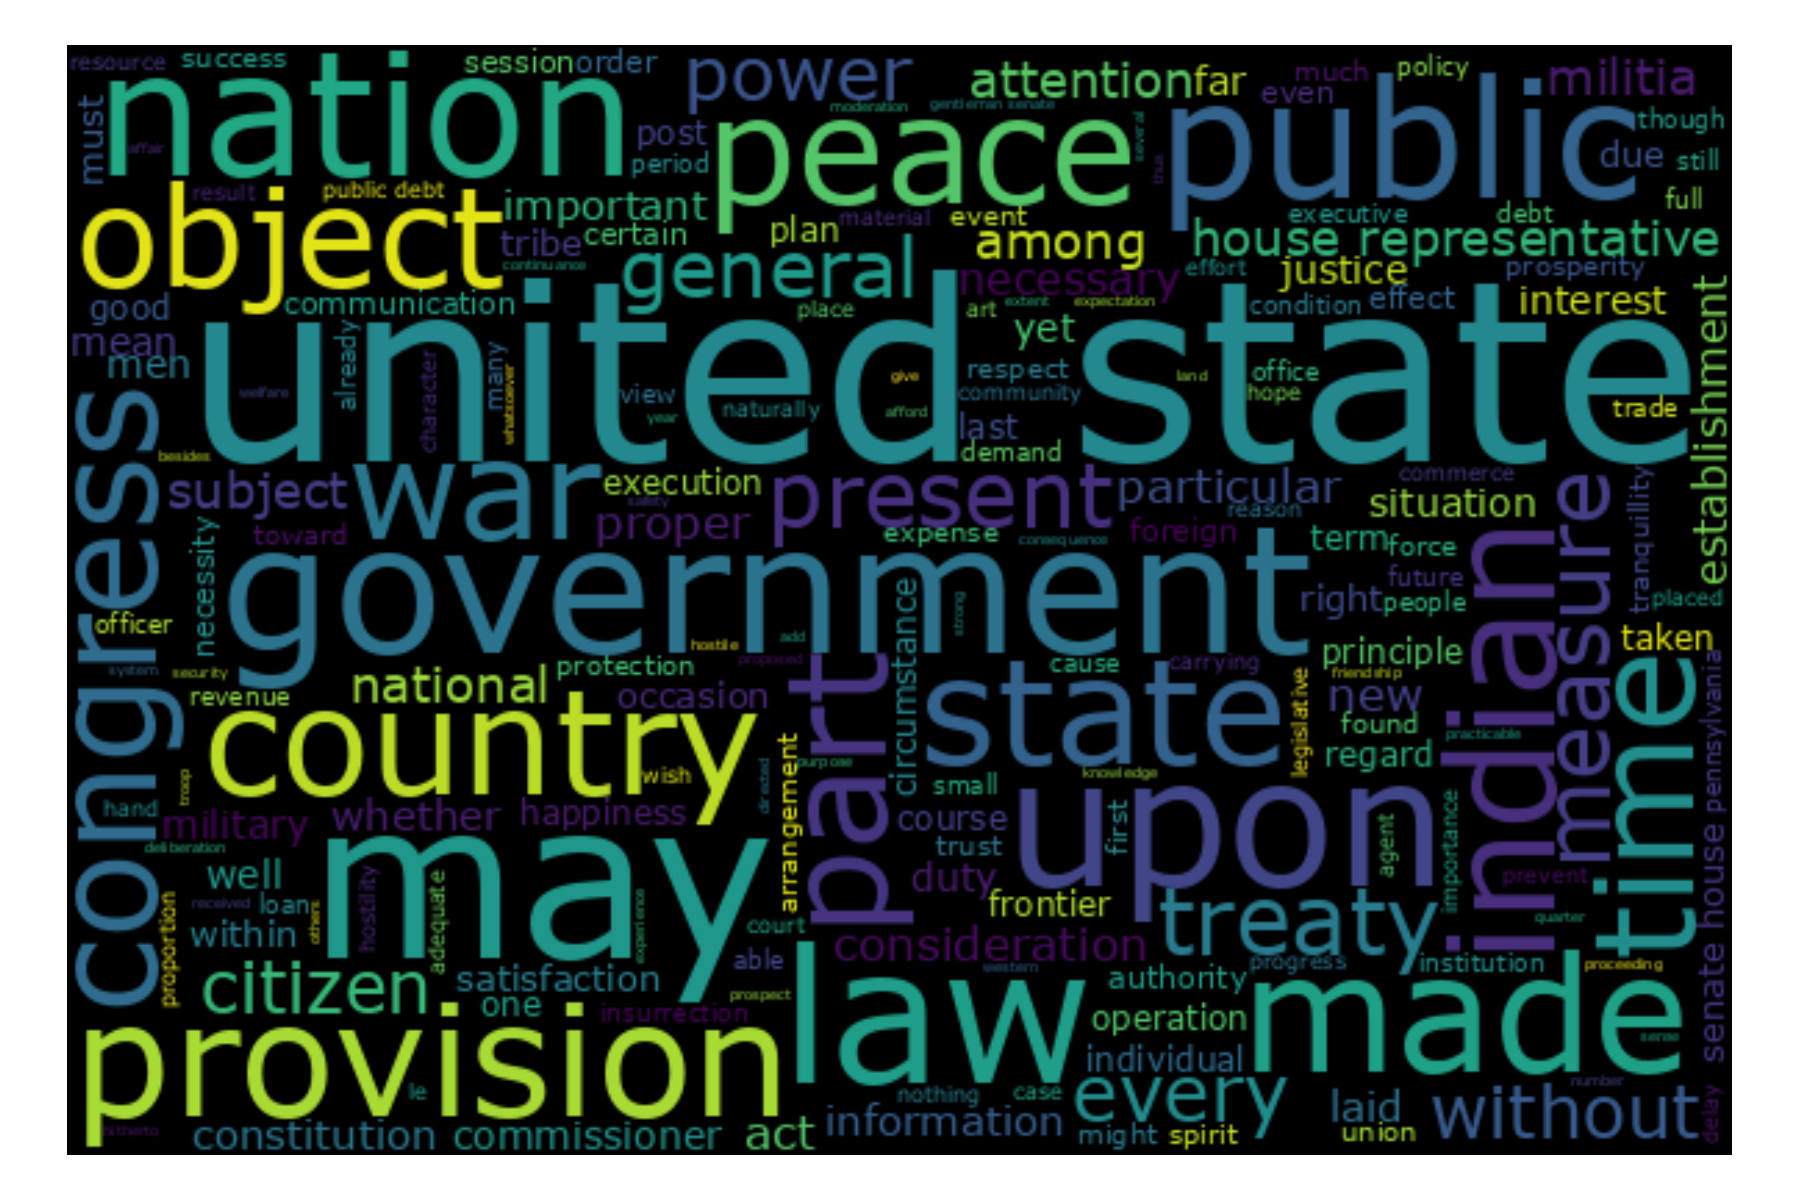 resource success session order power attention far much policy militia
nation must affair moderation gentleman senate even public though
post period peace several thus due still
object result public debt important material event executive debt full
tribe certain plan among house representative
continuance general necessary effort justice prosperity
good communication place art extent expectation condition effect interest establishment
mean men united state yet
already character many whatsoever view respect give land office
welfare year naturally afford community hope trade
congress besides last demand
subject war execution present particular commerce situation measure tranquillity
necessity toward proper safety expense consequence foreign reason indian
government circumstance term force
strong right future people placed
officer hostile add principle taken
system security protection proposed cause carrying friendship time
revenue national occasion part state legislative new senate house pennsylvania
country found practicable
troop wish arrangement directed purpose knowledge regard
hand military whether happiness small upon importance
deliberation may course first agent
well trust duty prevent
received loan others hostility adequate experience frontier quarter
proportion within court consideration treaty
citizen satisfaction able law western authority progress institution proceeding
one prospect made
provision insurrection operation sense
individual
le nothing case every laid number without
hitherto constitution commissioner act information might spirit union delay